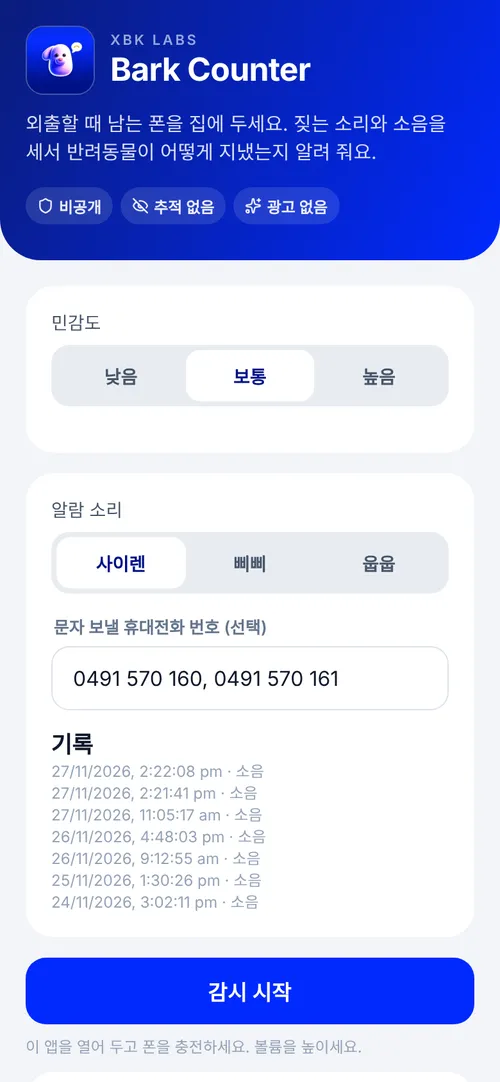 XBK LABS
Bark Counter
외출할 때 남는 폰을 집에 두세요. 짖는 소리와 소음을
세서 반려동물이 어떻게 지냈는지 알려 줘요.
비공개
추적 없음
광고 없음
민감도
낮음
보통
높음
알람 소리
사이렌
삐삐
웁웁
문자 보낼 휴대전화 번호 (선택)
0491 570 160, 0491 570 161
기록
27/11/2026, 2:22:08 pm · 소음
27/11/2026, 2:21:41 pm · 소음
27/11/2026, 11:05:17 am · 소음
26/11/2026, 4:48:03 pm · 소음
26/11/2026, 9:12:55 am · 소음
25/11/2026, 1:30:26 pm · 소음
24/11/2026, 3:02:11 pm · 소음
감시 시작
이 앱을 열어 두고 폰을 충전하세요. 볼륨을 높이세요.